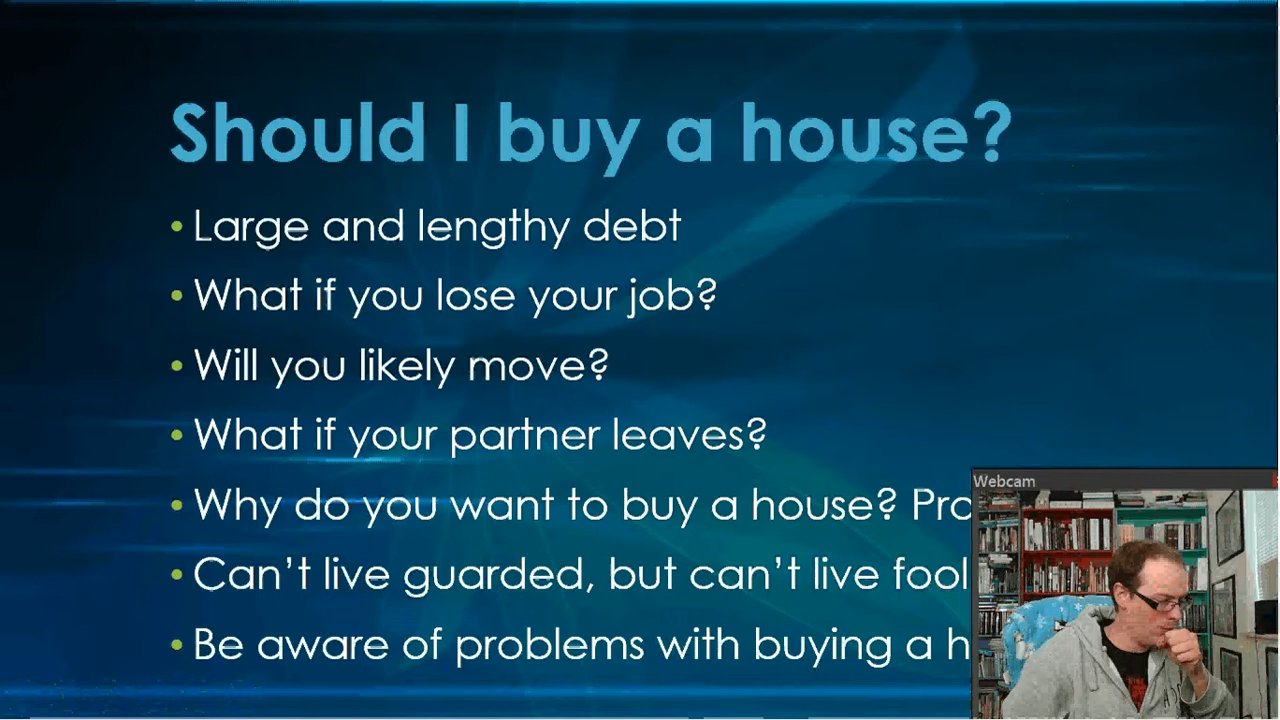 Should I buy a house?
• Large and lengthy debt
• What if you lose your job?
• Will you likely move?
• What if your partner leaves?
• Why do you want to buy a house? Pro
• Can’t live guarded, but can’t live fool
• Be aware of problems with buying a h
Webcam